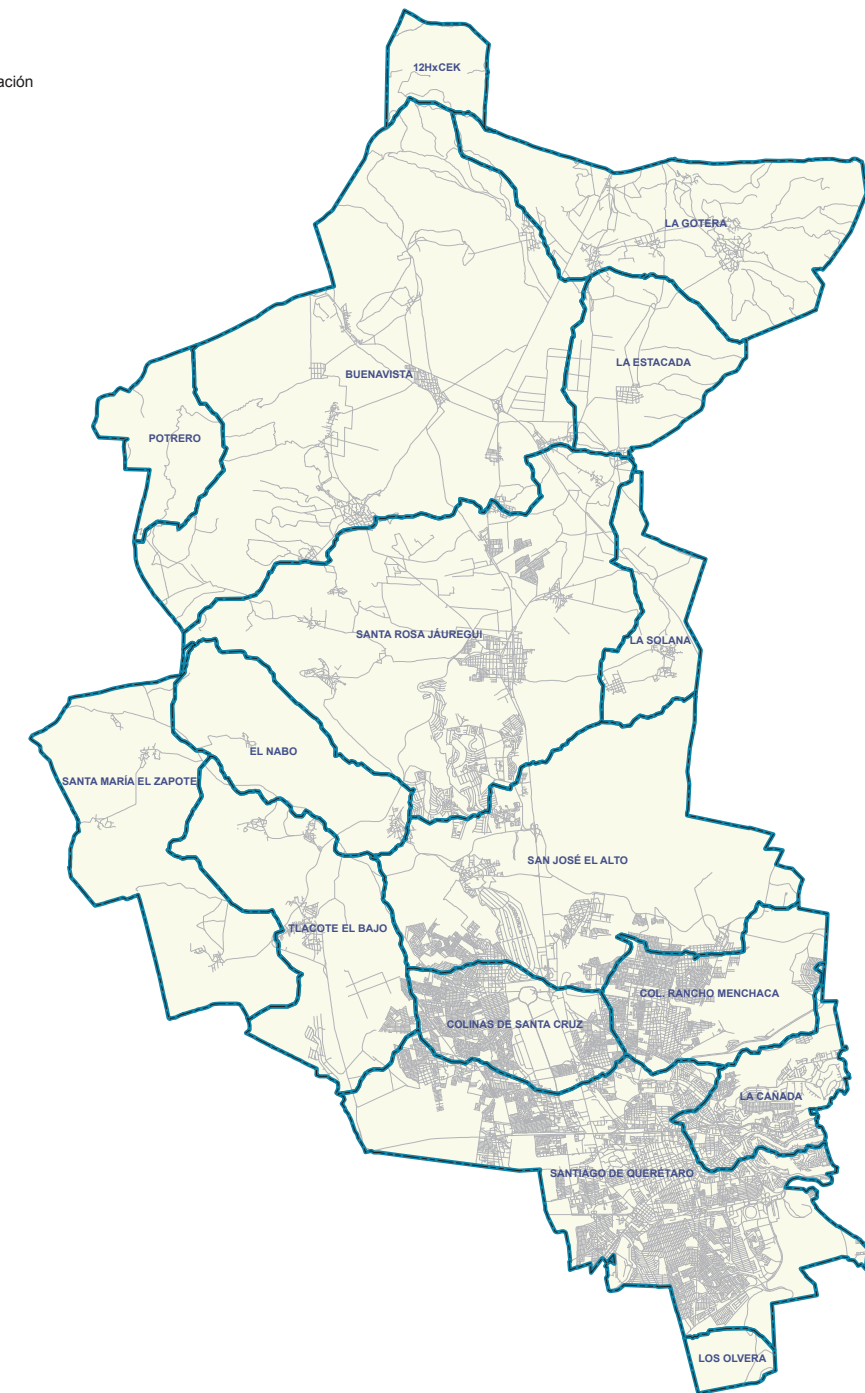 ación
12HxCEK
LA GOTERA
LA ESTACADA
BUENAVISTA
POTRERO
SANTA ROSA JÁUREGUI
LA SOLANA
EL NABO
SANTA MARÍA EL ZAPOTE
SAN JOSÉ EL ALTO
TLACOTE EL BAJO
COL. RANCHO MENCHACA
COLINAS DE SANTA CRUZ
LA CAÑADA
SANTIAGO DE QUERÉTARO
LOS OLVERA